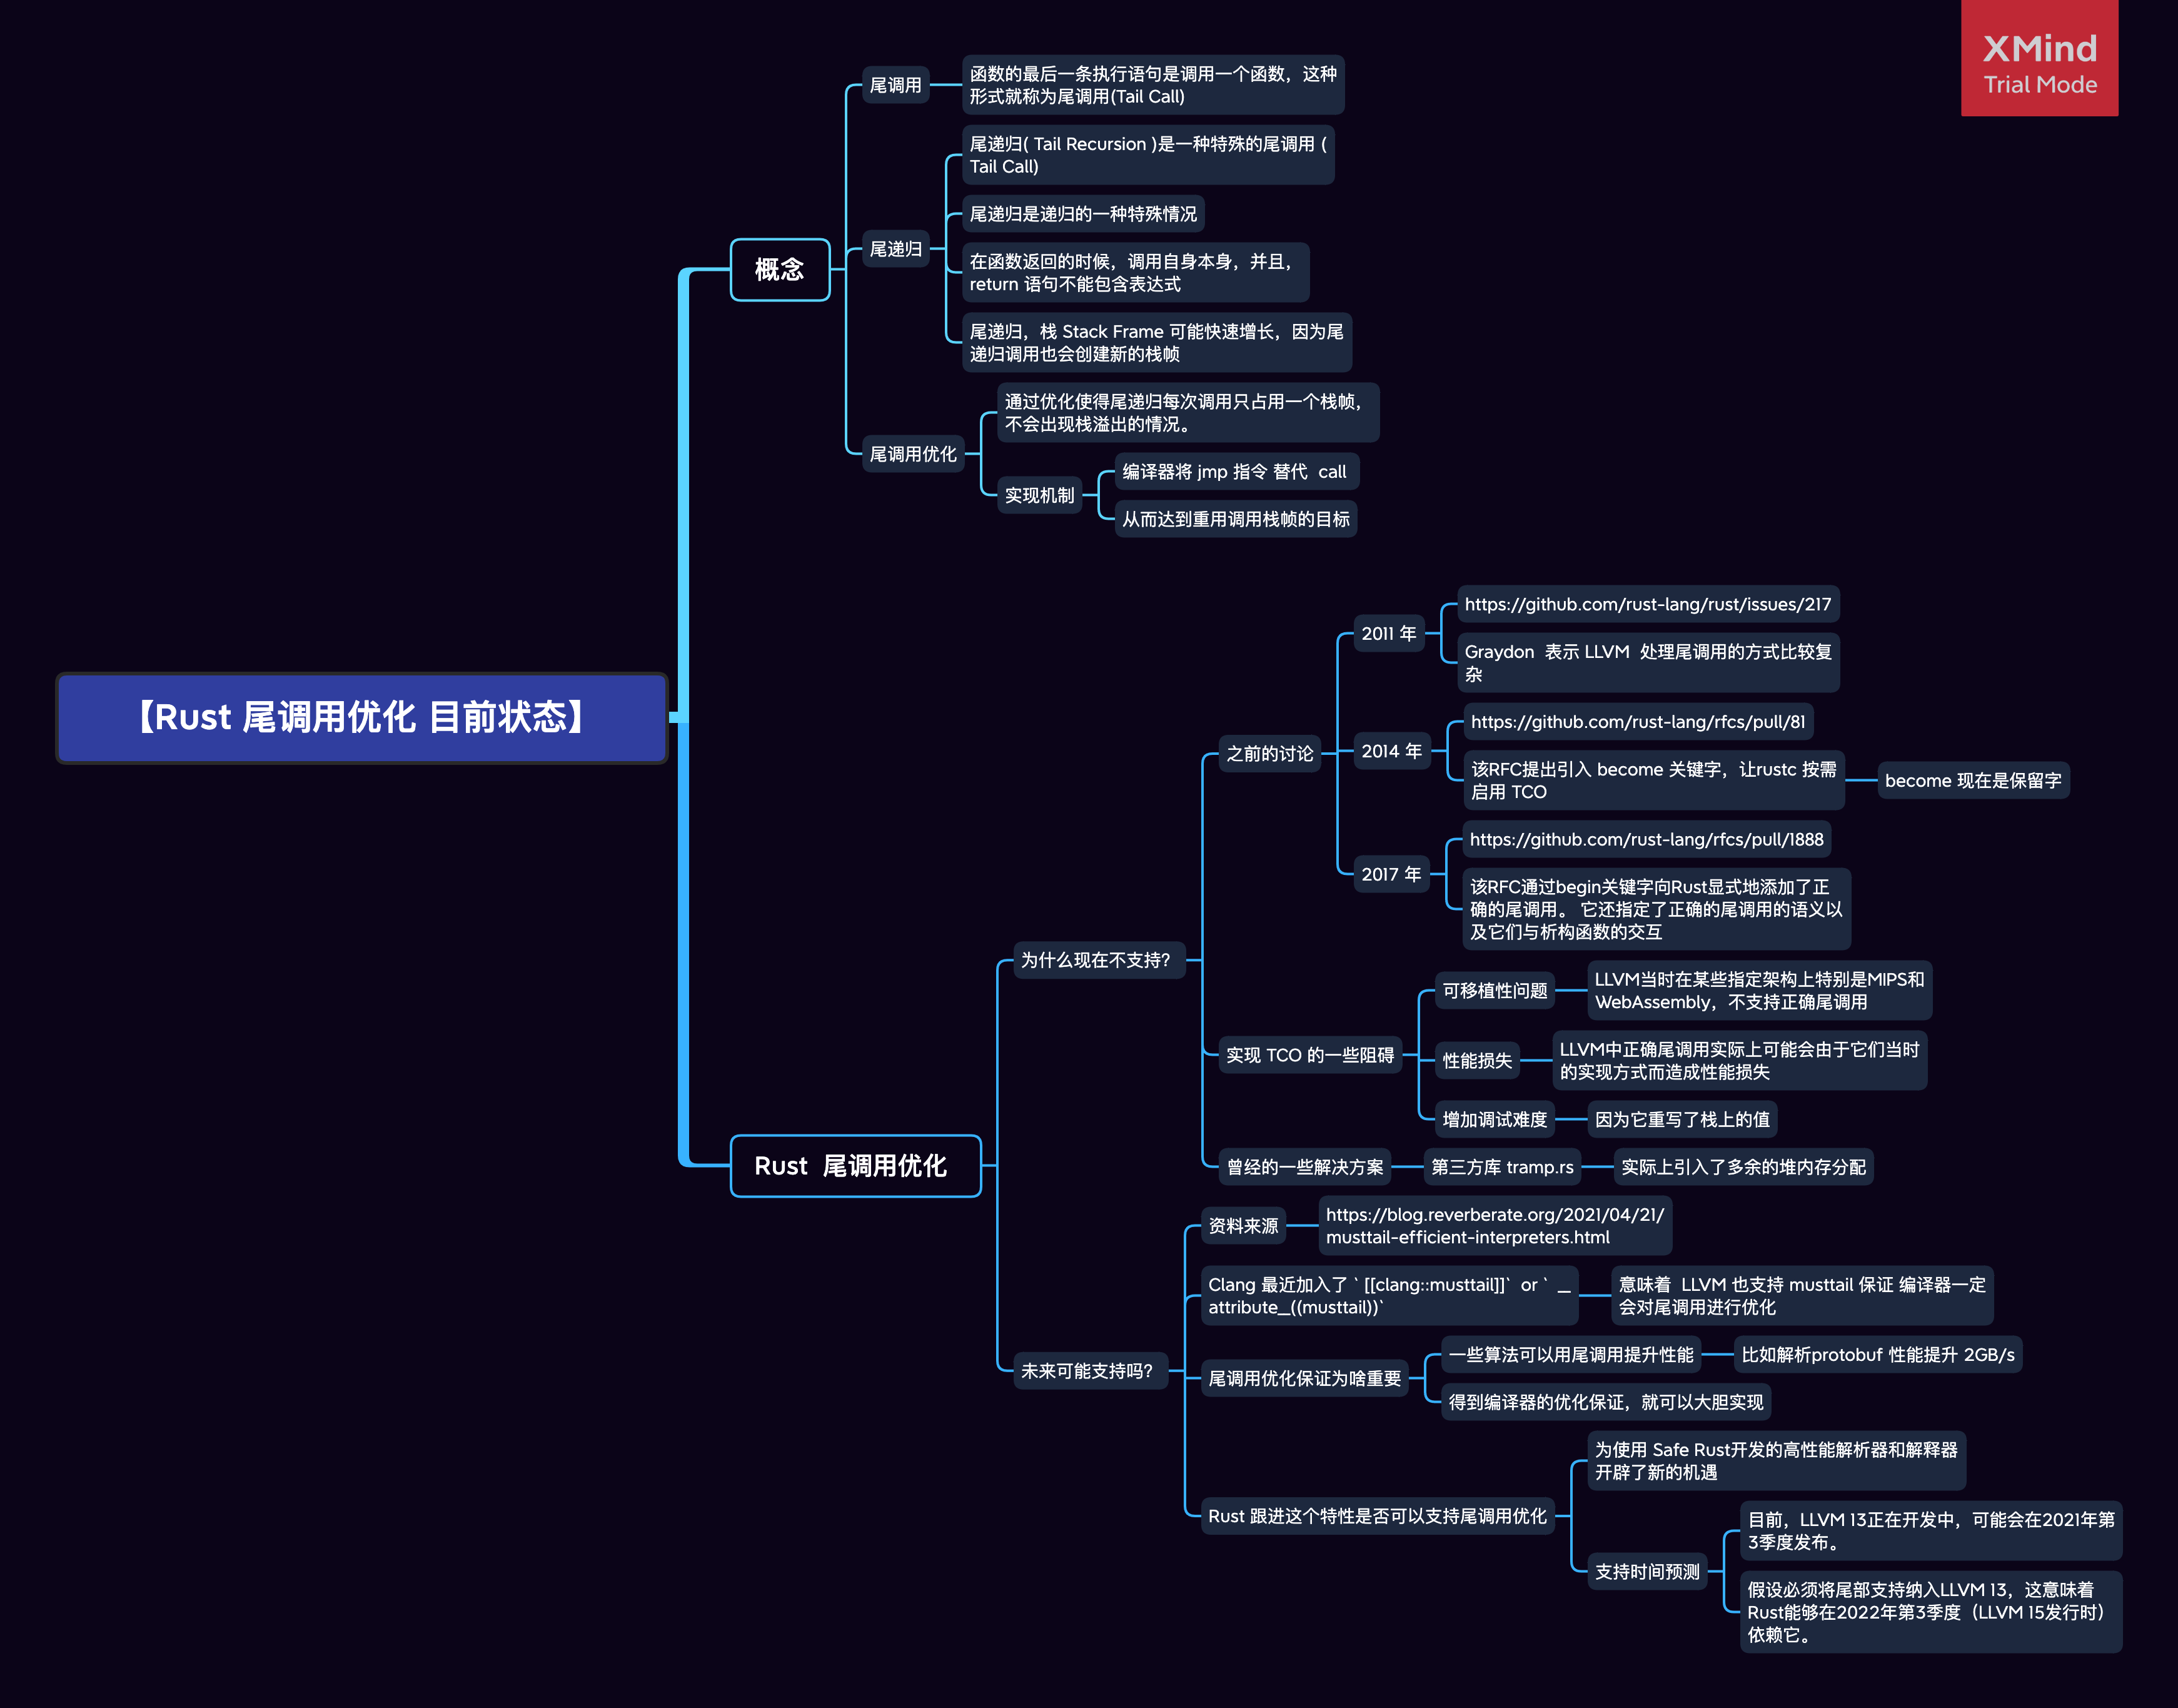 XMind
Trial Mode
【Rust 尾调用优化 目前状态】
概念
尾调用
函数的最后一条执行语句是调用一个函数，这种
形式就称为尾调用(Tail Call)
尾递归
尾递归( Tail Recursion )是一种特殊的尾调用 (
Tail Call)
尾递归是递归的一种特殊情况
在函数返回的时候，调用自身本身，并且，
return 语句不能包含表达式
尾递归，栈 Stack Frame 可能快速增长，因为尾
递归调用也会创建新的栈帧
尾调用优化
通过优化使得尾递归每次调用只占用一个栈帧，
不会出现栈溢出的情况。
实现机制
编译器将 jmp 指令 替代  call
从而达到重用调用栈帧的目标
Rust  尾调用优化
为什么现在不支持？
之前的讨论
2011 年
https://github.com/rust-lang/rust/issues/217
Graydon  表示 LLVM  处理尾调用的方式比较复
杂
2014 年
https://github.com/rust-lang/rfcs/pull/81
该RFC提出引入 become 关键字，让rustc 按需
启用 TCO
become 现在是保留字
2017 年
https://github.com/rust-lang/rfcs/pull/1888
该RFC通过begin关键字向Rust显式地添加了正
确的尾调用。 它还指定了正确的尾调用的语义以
及它们与析构函数的交互
实现 TCO 的一些阻碍
可移植性问题
LLVM当时在某些指定架构上特别是MIPS和
WebAssembly，不支持正确尾调用
性能损失
LLVM中正确尾调用实际上可能会由于它们当时
的实现方式而造成性能损失
增加调试难度
因为它重写了栈上的值
曾经的一些解决方案
第三方库 tramp.rs
实际上引入了多余的堆内存分配
未来可能支持吗？
资料来源
https://blog.reverberate.org/2021/04/21/
musttail-efficient-interpreters.html
Clang 最近加入了 ` [[clang::musttail]]`  or ` __
attribute__((musttail))`
意味着  LLVM 也支持 musttail 保证 编译器一定
会对尾调用进行优化
尾调用优化保证为啥重要
一些算法可以用尾调用提升性能
比如解析protobuf 性能提升 2GB/s
得到编译器的优化保证，就可以大胆实现
Rust 跟进这个特性是否可以支持尾调用优化
为使用 Safe Rust开发的高性能解析器和解释器
开辟了新的机遇
支持时间预测
目前，LLVM 13正在开发中，可能会在2021年第
3季度发布。
假设必须将尾部支持纳入LLVM 13，这意味着
Rust能够在2022年第3季度（LLVM 15发行时）
依赖它。